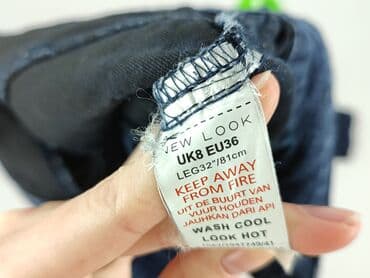 NEW LOOK
UK8 EU36
LEG32"/81cm
KEEP AWAY
FROM FIRE
UIT DE BUURT VAN
VUUR HOUDEN
JAUHKAN DARI API
WASH COOL
LOOK HOT